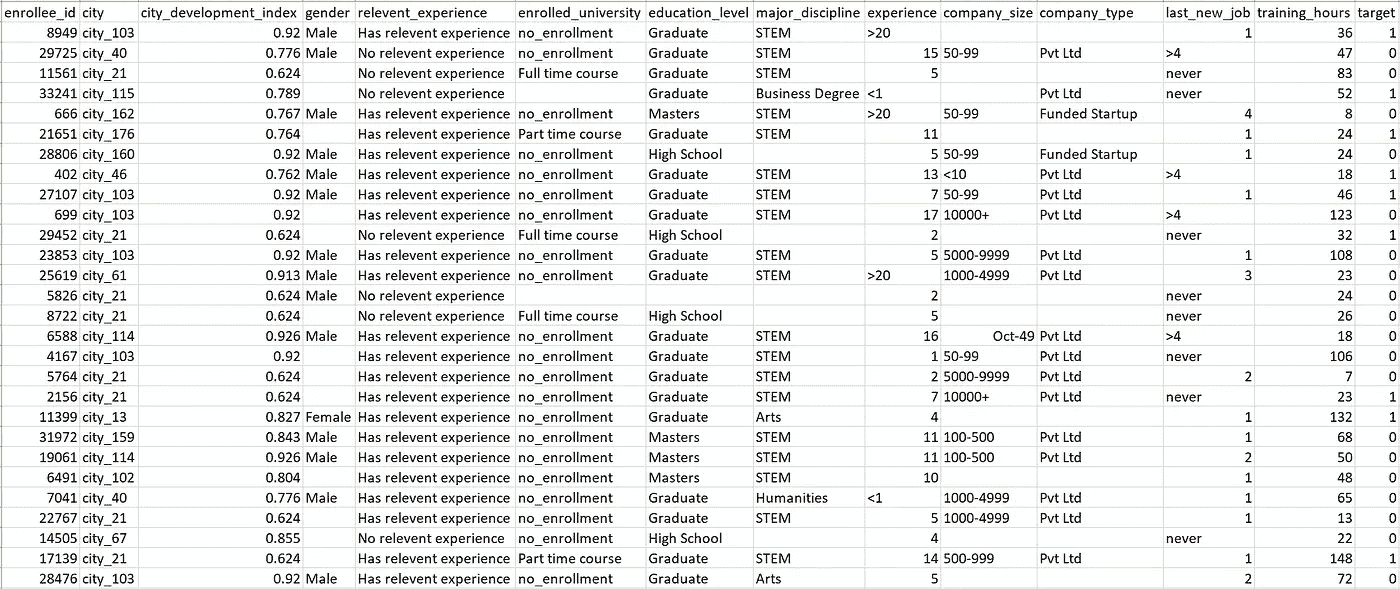 enrollee_id city city_development_index gender relevent_experience enrolled_university education_level major_discipline experience company_size company_type last_new_job training_hours target
8949 city_103 0.92 Male Has relevent experience no_enrollment Graduate STEM >20 1 36 1
29725 city_40 0.776 Male No relevent experience no_enrollment Graduate STEM 15 50-99 Pvt Ltd >4 47 0
11561 city_21 0.624 No relevent experience Full time course Graduate STEM 5 never 83 0
33241 city_115 0.789 No relevent experience Graduate Business Degree <1 Pvt Ltd never 52 1
666 city_162 0.767 Male Has relevent experience no_enrollment Masters STEM >20 50-99 Funded Startup 4 8 0
21651 city_176 0.764 Has relevent experience Part time course Graduate STEM 11 1 24 1
28806 city_160 0.92 Male Has relevent experience no_enrollment High School 5 50-99 Funded Startup 1 24 0
402 city_46 0.762 Male Has relevent experience no_enrollment Graduate STEM 13 <10 Pvt Ltd >4 18 1
27107 city_103 0.92 Male Has relevent experience no_enrollment Graduate STEM 7 50-99 Pvt Ltd 1 46 1
699 city_103 0.92 Has relevent experience no_enrollment Graduate STEM 17 10000+ Pvt Ltd >4 123 0
29452 city_21 0.624 No relevent experience Full time course High School 2 never 32 1
23853 city_103 0.92 Male Has relevent experience no_enrollment Graduate STEM 5 5000-9999 Pvt Ltd 1 108 0
25619 city_61 0.913 Male Has relevent experience no_enrollment Graduate STEM >20 1000-4999 Pvt Ltd 3 23 0
5826 city_21 0.624 Male No relevent experience 2 never 24 0
8722 city_21 0.624 No relevent experience Full time course High School 5 never 26 0
6588 city_114 0.926 Male Has relevent experience no_enrollment Graduate STEM 16 Oct-49 Pvt Ltd >4 18 0
4167 city_103 0.92 Has relevent experience no_enrollment Graduate STEM 1 50-99 Pvt Ltd never 106 0
5764 city_21 0.624 Has relevent experience no_enrollment Graduate STEM 2 5000-9999 Pvt Ltd 2 7 0
2156 city_21 0.624 Has relevent experience no_enrollment Graduate STEM 7 10000+ Pvt Ltd never 23 1
11399 city_13 0.827 Female Has relevent experience no_enrollment Graduate Arts 4 1 132 1
31972 city_159 0.843 Male Has relevent experience no_enrollment Masters STEM 11 100-500 Pvt Ltd 1 68 0
19061 city_114 0.926 Male Has relevent experience no_enrollment Masters STEM 11 100-500 Pvt Ltd 2 50 0
6491 city_102 0.804 Has relevent experience no_enrollment Masters STEM 10 1 48 0
7041 city_40 0.776 Male Has relevent experience no_enrollment Graduate Humanities <1 1000-4999 Pvt Ltd 1 65 0
22767 city_21 0.624 Has relevent experience no_enrollment Graduate STEM 5 1000-4999 Pvt Ltd 1 13 0
14505 city_67 0.855 No relevent experience no_enrollment High School 4 never 22 0
17139 city_21 0.624 Has relevent experience Part time course Graduate STEM 14 500-999 Pvt Ltd 1 148 1
28476 city_103 0.92 Male Has relevent experience no_enrollment Graduate Arts 5 2 72 0